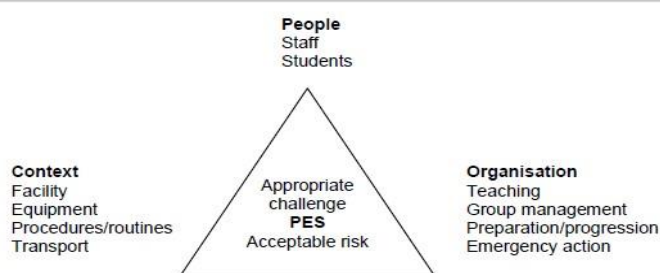 People
Staff
Students
Context
Facility
Equipment
Procedures/routines
Transport
Appropriate
challenge
PES
Acceptable risk
Organisation
Teaching
Group management
Preparation/progression
Emergency action